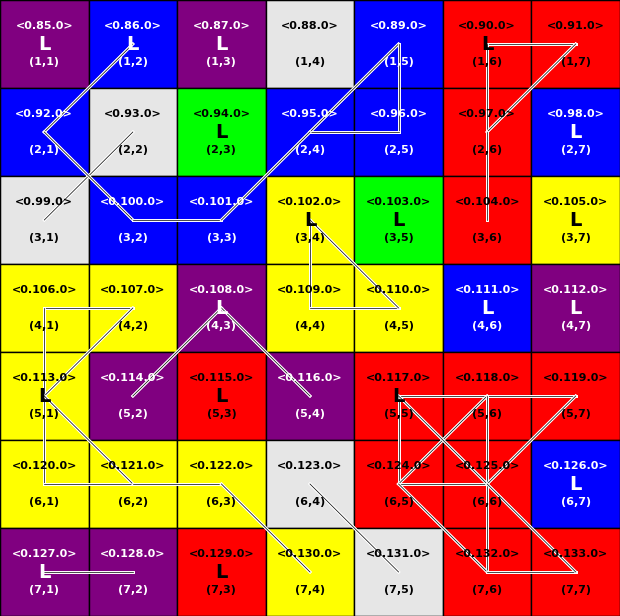 <0.85.0> <0.86.0> <0.87.0> <0.88.0> <0.89.0> <0.90.0> <0.91.0>
L L L L
(1,1) (1,2) (1,3) (1,4) (1,5) (1,6) (1,7)
<0.92.0> <0.93.0> <0.94.0> <0.95.0> <0.96.0> <0.97.0> <0.98.0>
L L
(2,1) (2,2) (2,3) (2,4) (2,5) (2,6) (2,7)
<0.99.0> <0.100.0> <0.101.0> <0.102.0> <0.103.0> <0.104.0> <0.105.0>
L L L
(3,1) (3,2) (3,3) (3,4) (3,5) (3,6) (3,7)
<0.106.0> <0.107.0> <0.108.0> <0.109.0> <0.110.0> <0.111.0> <0.112.0>
L L L
(4,1) (4,2) (4,3) (4,4) (4,5) (4,6) (4,7)
<0.113.0> <0.114.0> <0.115.0> <0.116.0> <0.117.0> <0.118.0> <0.119.0>
L L L
(5,1) (5,2) (5,3) (5,4) (5,5) (5,6) (5,7)
<0.120.0> <0.121.0> <0.122.0> <0.123.0> <0.124.0> <0.125.0> <0.126.0>
L
(6,1) (6,2) (6,3) (6,4) (6,5) (6,6) (6,7)
<0.127.0> <0.128.0> <0.129.0> <0.130.0> <0.131.0> <0.132.0> <0.133.0>
L L
(7,1) (7,2) (7,3) (7,4) (7,5) (7,6) (7,7)